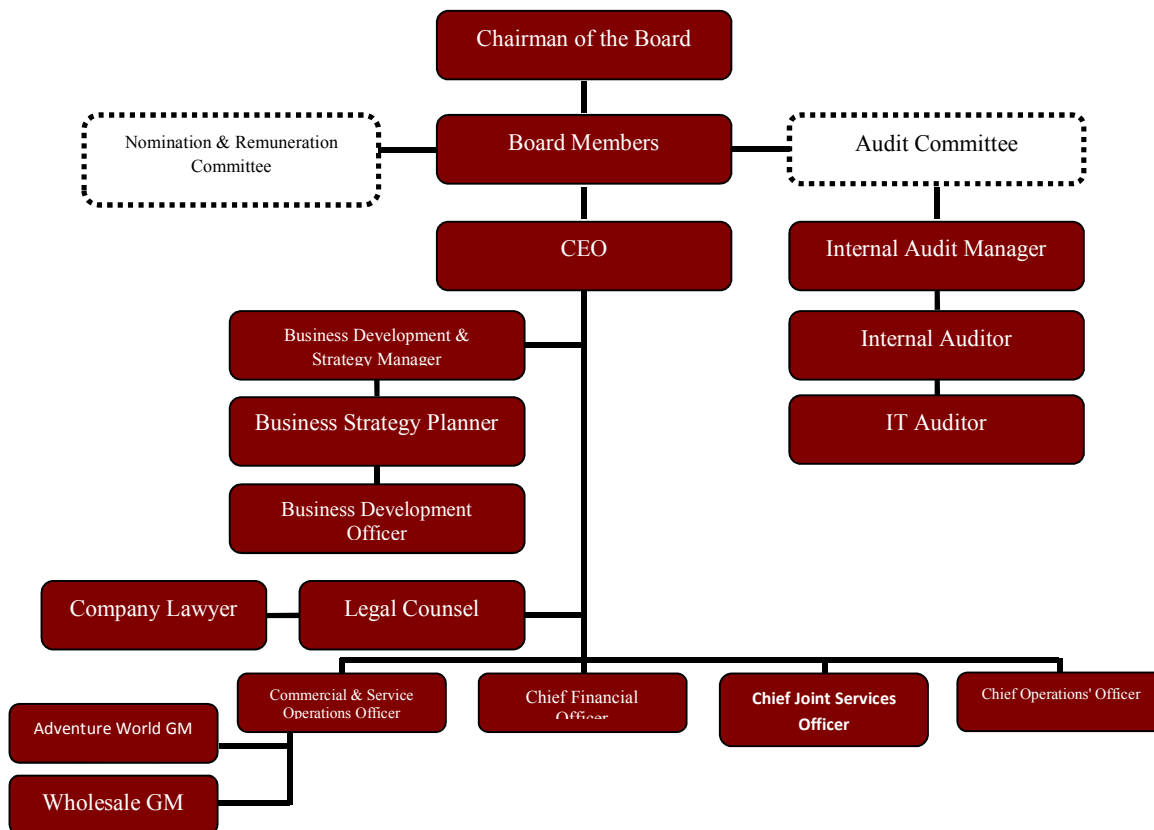 Chairman of the Board
Nomination & Remuneration
Committee
Board Members
Audit Committee
CEO
Internal Audit Manager
Business Development &
Strategy Manager
Internal Auditor
Business Strategy Planner
IT Auditor
Business Development
Officer
Company Lawyer
Legal Counsel
Commercial & Service
Operations Officer
Chief Financial
Officer
Chief Joint Services
Officer
Chief Operations' Officer
Adventure World GM
Wholesale GM